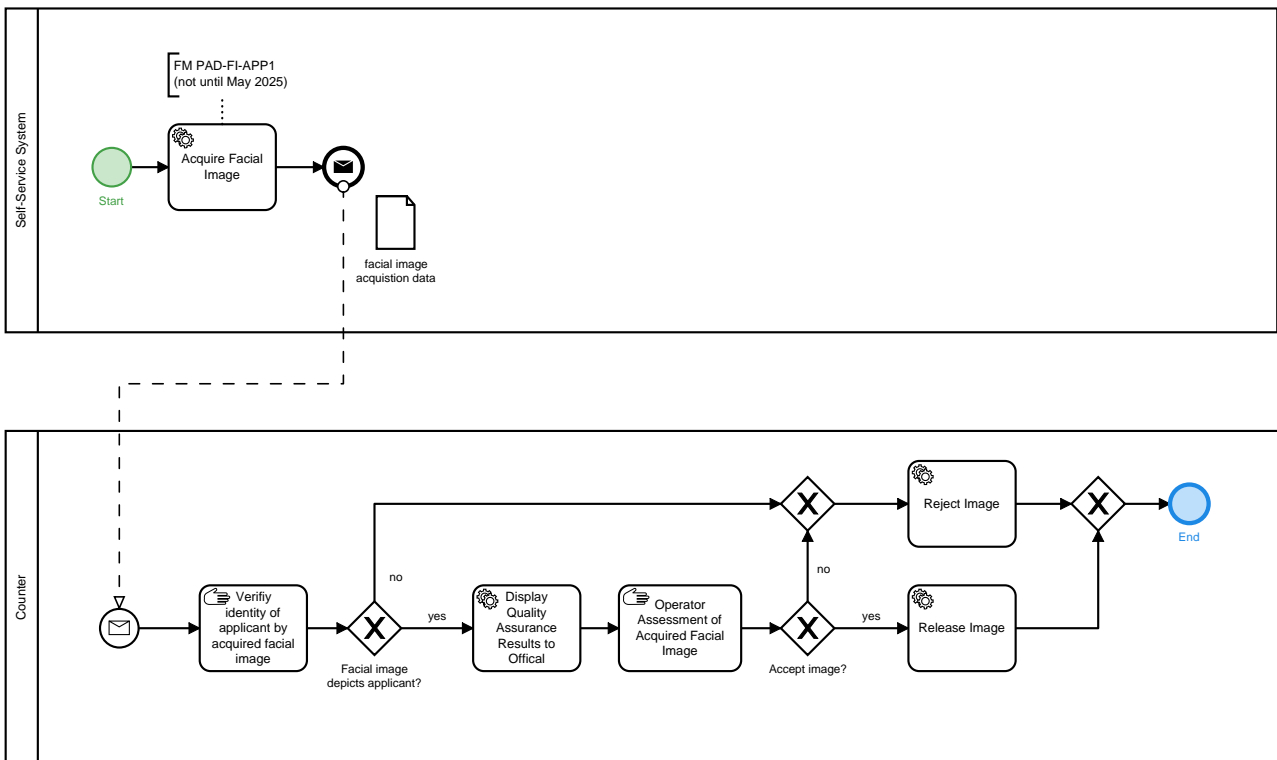 Self-Service System
FM PAD-FI-APP1
(not until May 2025)
Acquire Facial
Image
Start
facial image
acquistion data
Counter
Verifiy
identity of
applicant by
acquired facial
image
no
Facial image
depicts applicant?
yes
Display
Quality
Assurance
Results to
Offical
Operator
Assessment of
Acquired Facial
Image
no
Accept image?
yes
Reject Image
Release Image
End